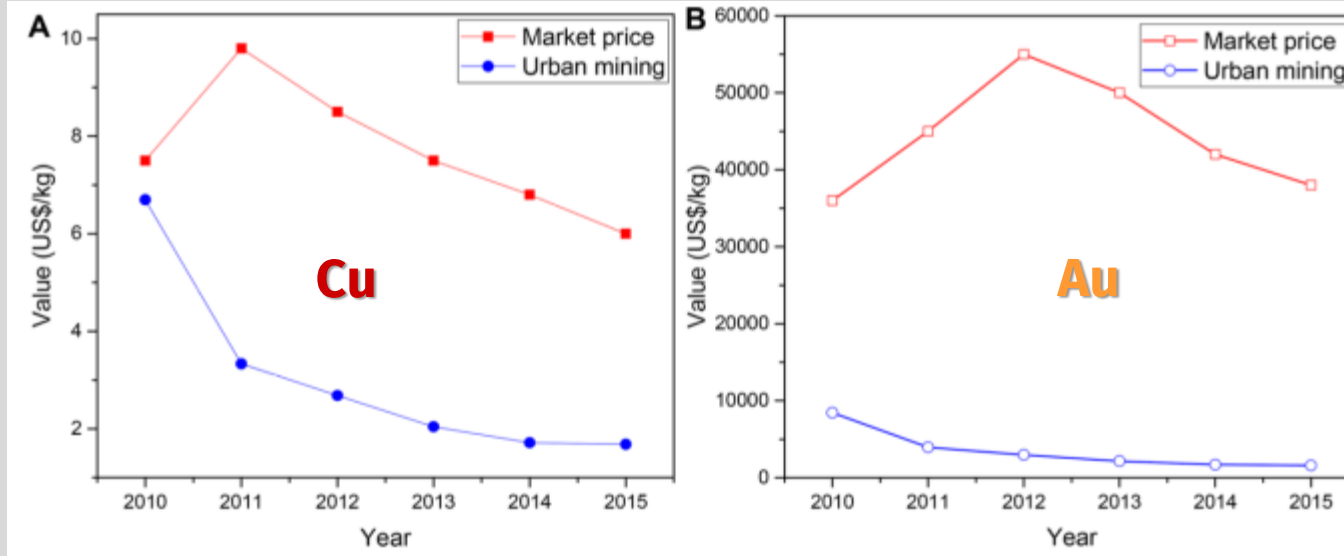 A
Market price
Urban mining
10
8
6
4
2
Value (US$/kg)
Cu
2010 2011 2012 2013 2014 2015
Year
B
Market price
Urban mining
60000
50000
40000
30000
20000
10000
0
Value (US$/kg)
Au
2010 2011 2012 2013 2014 2015
Year